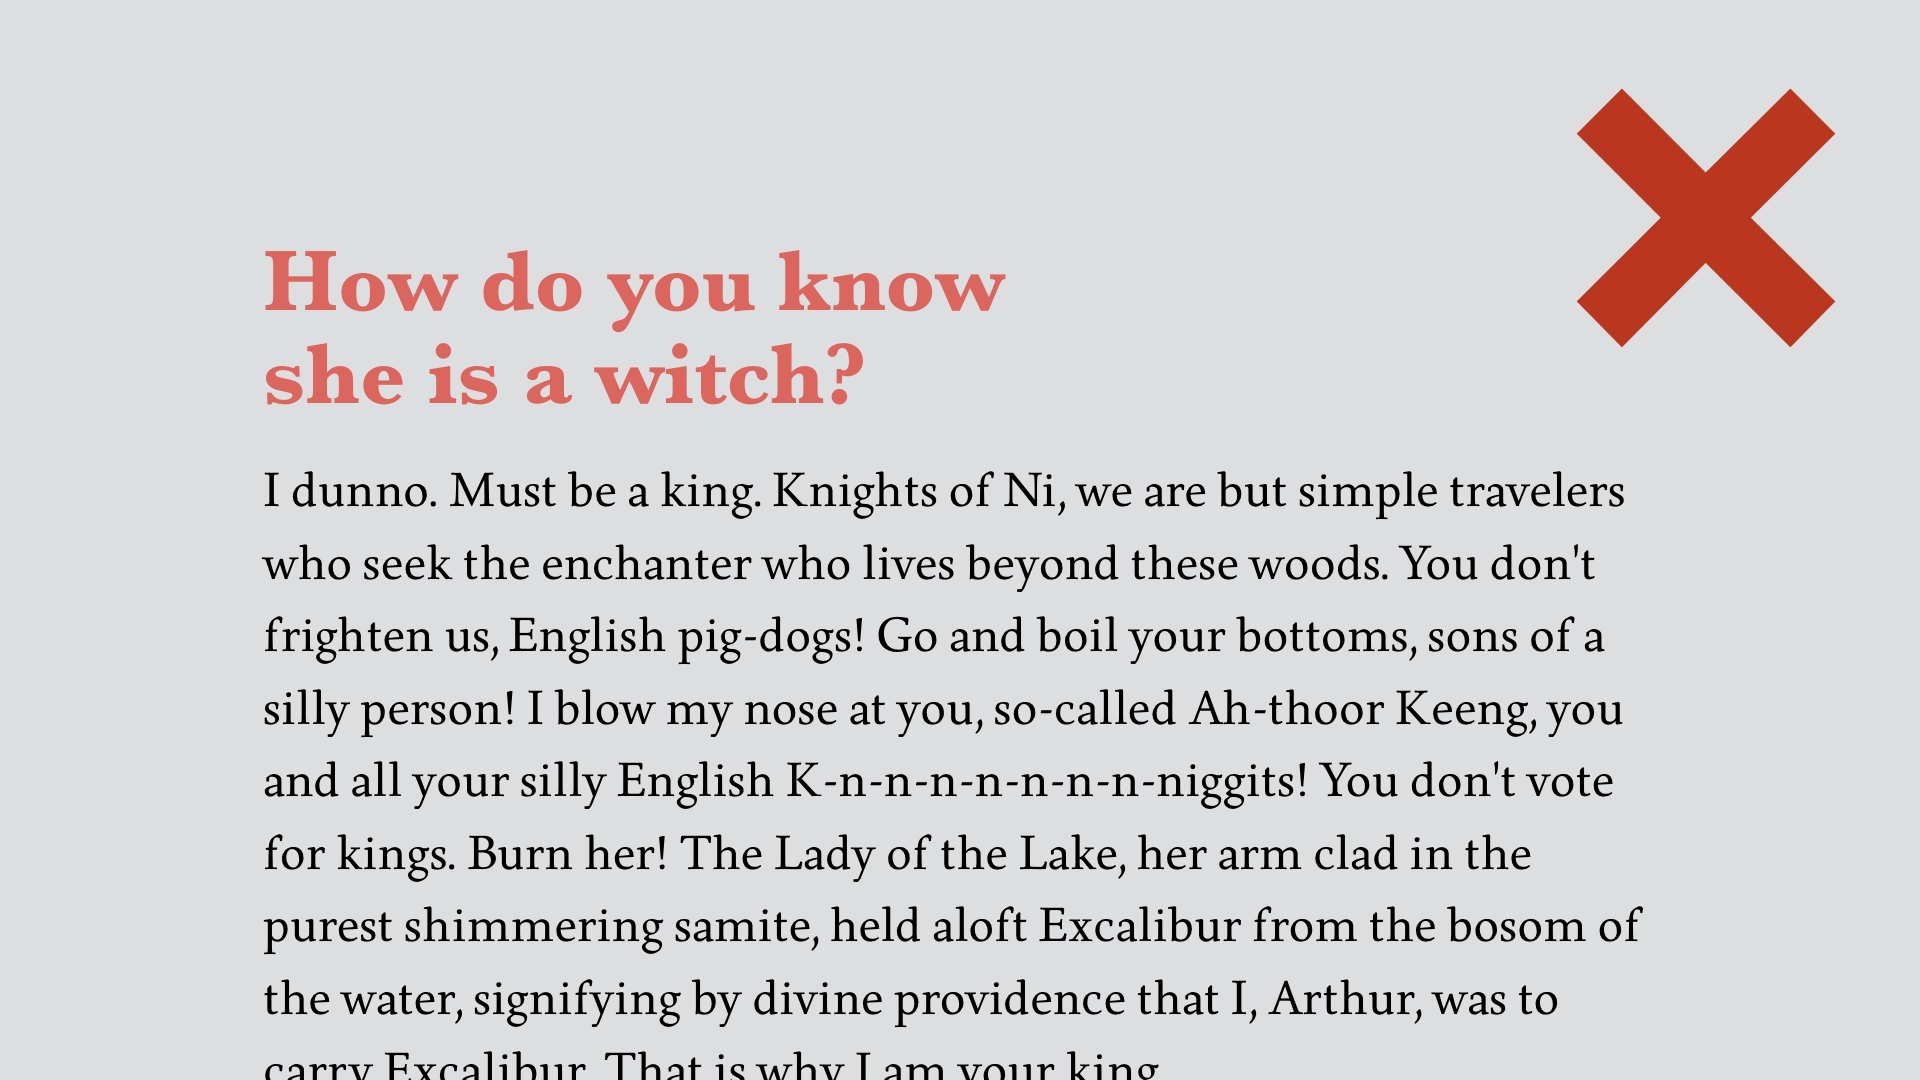 How do you know
she is a witch?
I dunno. Must be a king. Knights of Ni, we are but simple travelers
who seek the enchanter who lives beyond these woods. You don't
frighten us, English pig-dogs! Go and boil your bottoms, sons of a
silly person! I blow my nose at you, so-called Ah-thoor Keeng, you
and all your silly English K-n-n-n-n-n-n-n-niggits! You don't vote
for kings. Burn her! The Lady of the Lake, her arm clad in the
purest shimmering samite, held aloft Excalibur from the bosom of
the water, signifying by divine providence that I, Arthur, was to
carry Excalibur. That is why I am your king.